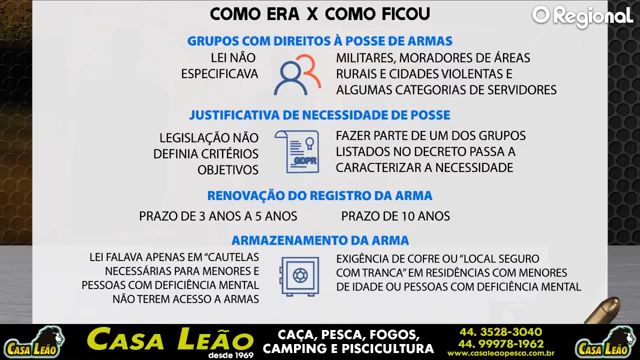 COMO ERA X COMO FICOU
O Regional
GRUPOS COM DIREITOS À POSSE DE ARMAS
LEI NÃO
ESPECIFICAVA
MILITARES, MORADORES DE ÁREAS
RURAIS E CIDADES VIOLENTAS E
ALGUMAS CATEGORIAS DE SERVIDORES
JUSTIFICATIVA DE NECESSIDADE DE POSSE
LEGISLAÇÃO NÃO
DEFINIA CRITÉRIOS
OBJETIVOS
GDPR
FAZER PARTE DE UM DOS GRUPOS
LISTADOS NO DECRETO PASSA A
CARACTERIZAR A NECESSIDADE
RENOVAÇÃO DO REGISTRO DA ARMA
PRAZO DE 3 ANOS A 5 ANOS
PRAZO DE 10 ANOS
ARMAZENAMENTO DA ARMA
LEI FALAVA APENAS EM “CAUTELAS
NECESSÁRIAS PARA MENORES E
PESSOAS COM DEFICIÊNCIA MENTAL
NÃO TEREM ACESSO A ARMAS
EXIGÊNCIA DE COFRE OU “LOCAL SEGURO
COM TRANCA” EM RESIDÊNCIAS COM MENORES
DE IDADE OU PESSOAS COM DEFICIÊNCIA MENTAL
CASA LEÃO
CASA LEÃO
desde 1969
CAÇA, PESCA, FOGOS,
CAMPING E PISCICULTURA
44. 3528-3040
44. 99978-1962
www.casaleaopesca.com.br
CASA LEÃO